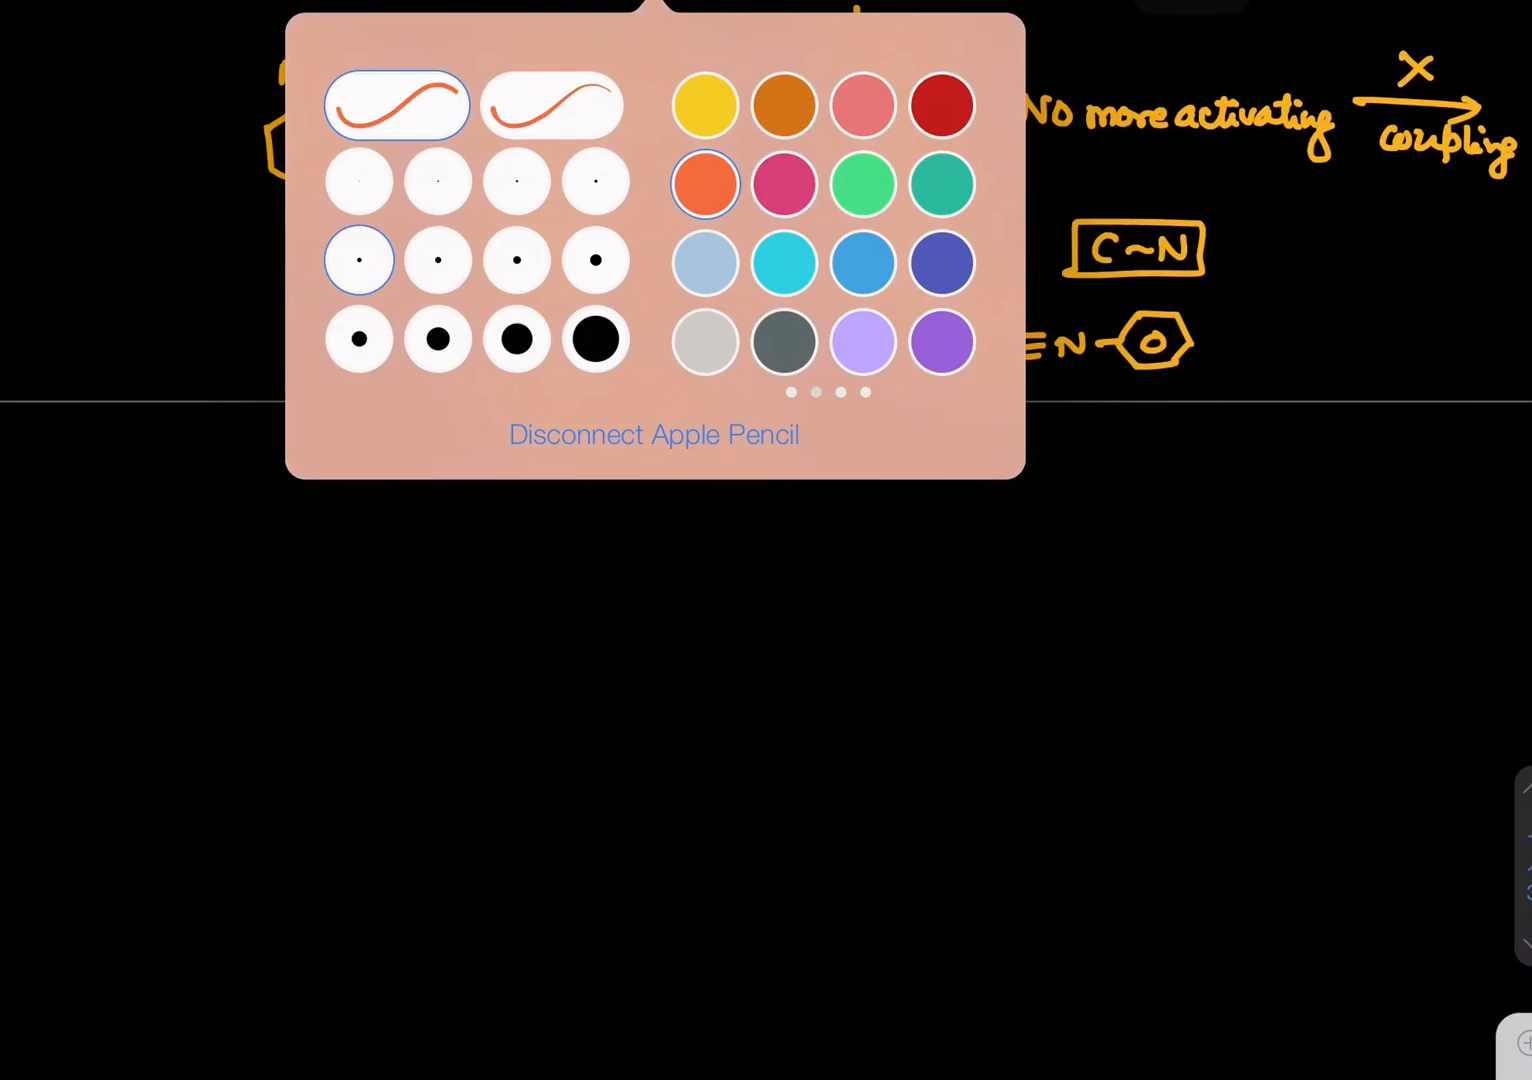 No more activating
X
coupling
C~N
≡N
Disconnect Apple Pencil